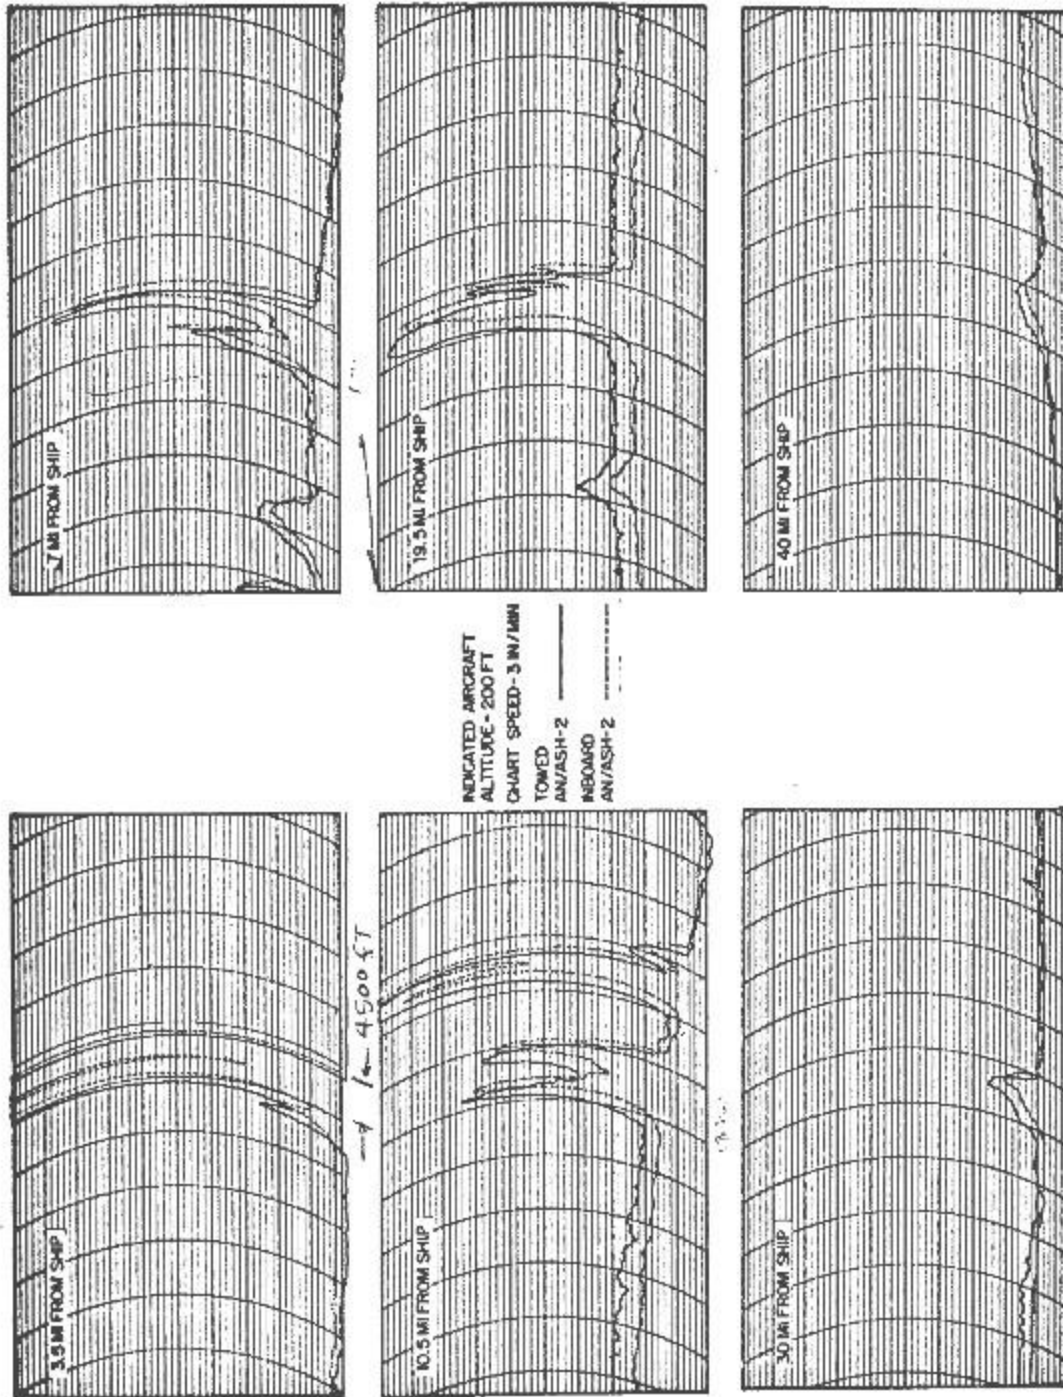 3.5 MI FROM SHIP
7 MI FROM SHIP
4500 FT
10.5 MI FROM SHIP
19.5 MI FROM SHIP
INDICATED AIRCRAFT
ALTITUDE - 200 FT
CHART SPEED - 3 IN/MIN
TOWED
AN/ASH-2
INBOARD
AN/ASH-2
30 MI FROM SHIP
40 MI FROM SHIP